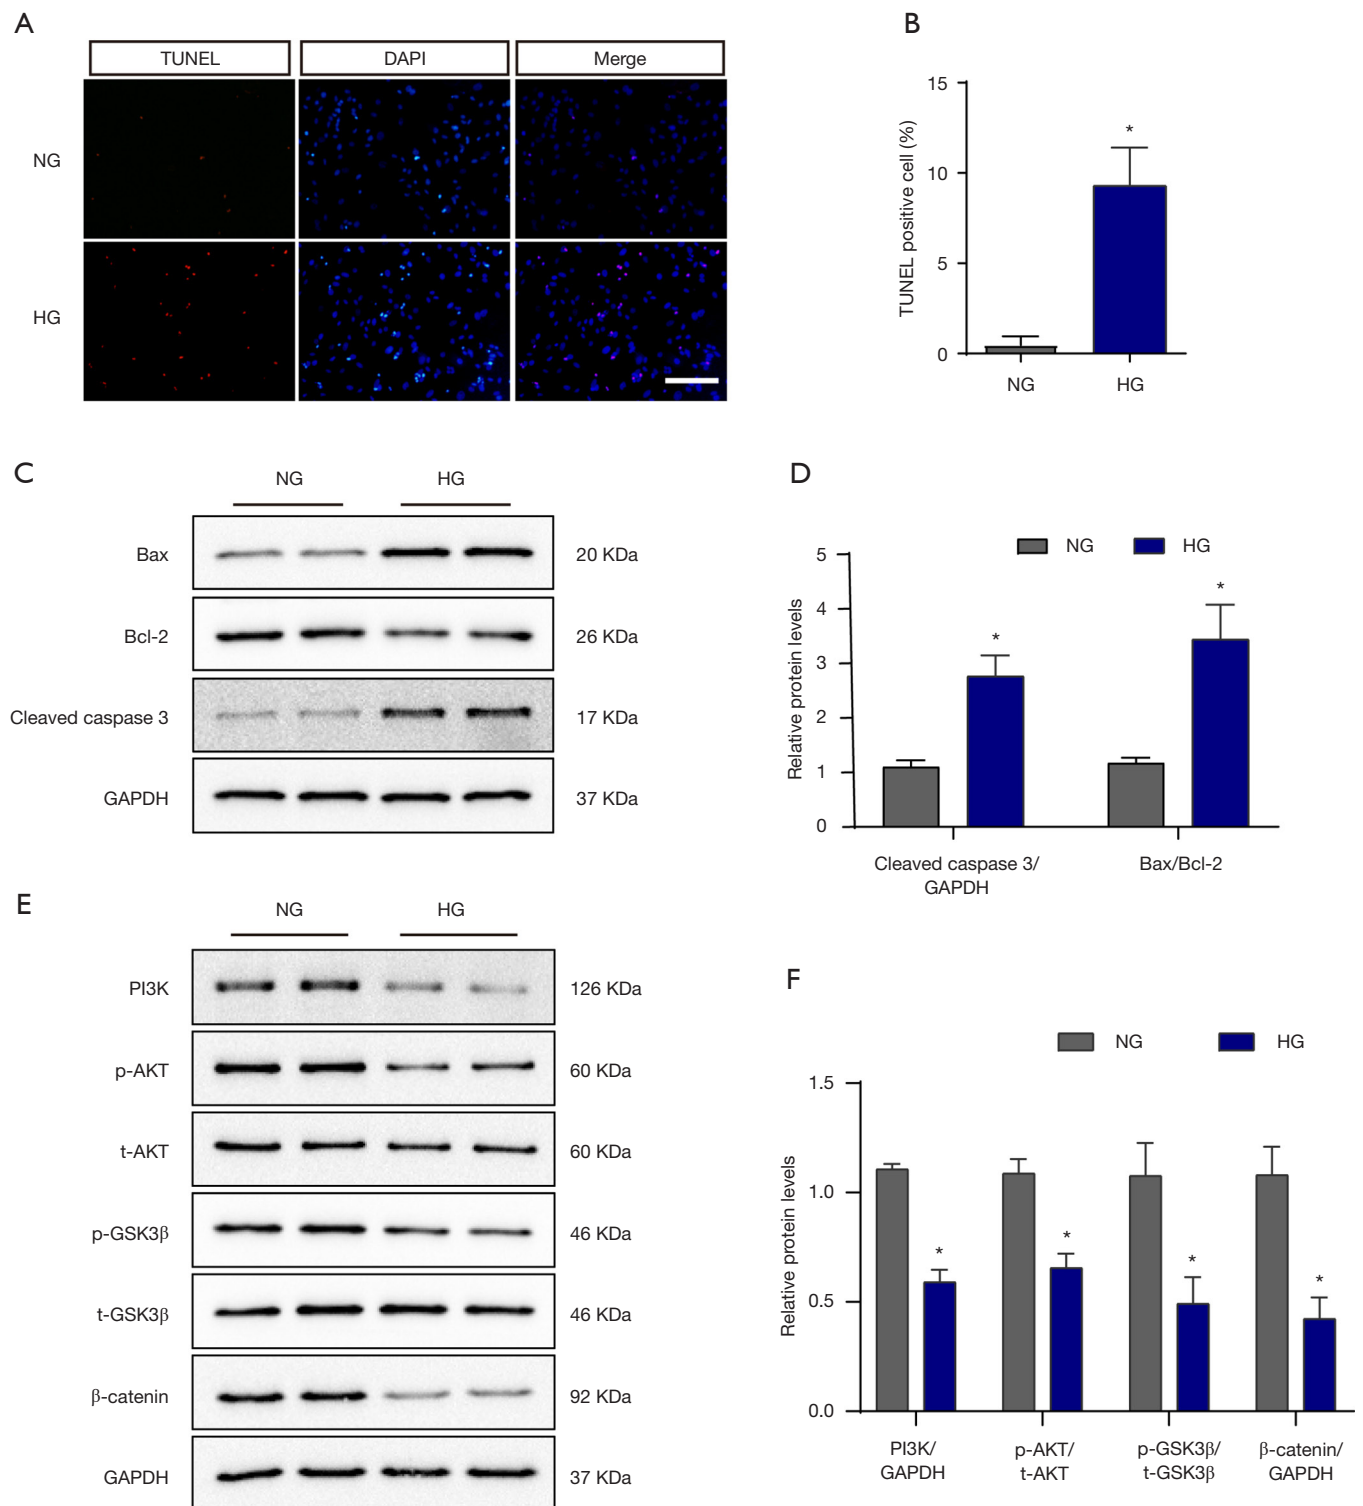 A
TUNEL
DAPI
Merge
NG
HG
B
TUNEL positive cell (%)
15
10
5
0
*
NG
HG
C
NG
HG
Bax
20 KDa
Bcl-2
26 KDa
Cleaved caspase 3
17 KDa
GAPDH
37 KDa
D
NG
HG
Relative protein levels
5
4
3
2
1
0
*
*
Cleaved caspase 3/
GAPDH
Bax/Bcl-2
E
NG
HG
PI3K
126 KDa
p-AKT
60 KDa
t-AKT
60 KDa
p-GSK3β
46 KDa
t-GSK3β
46 KDa
β-catenin
92 KDa
GAPDH
37 KDa
F
NG
HG
Relative protein levels
1.5
1.0
0.5
0.0
*
*
*
*
PI3K/
GAPDH
p-AKT/
t-AKT
p-GSK3β/
t-GSK3β
β-catenin/
GAPDH